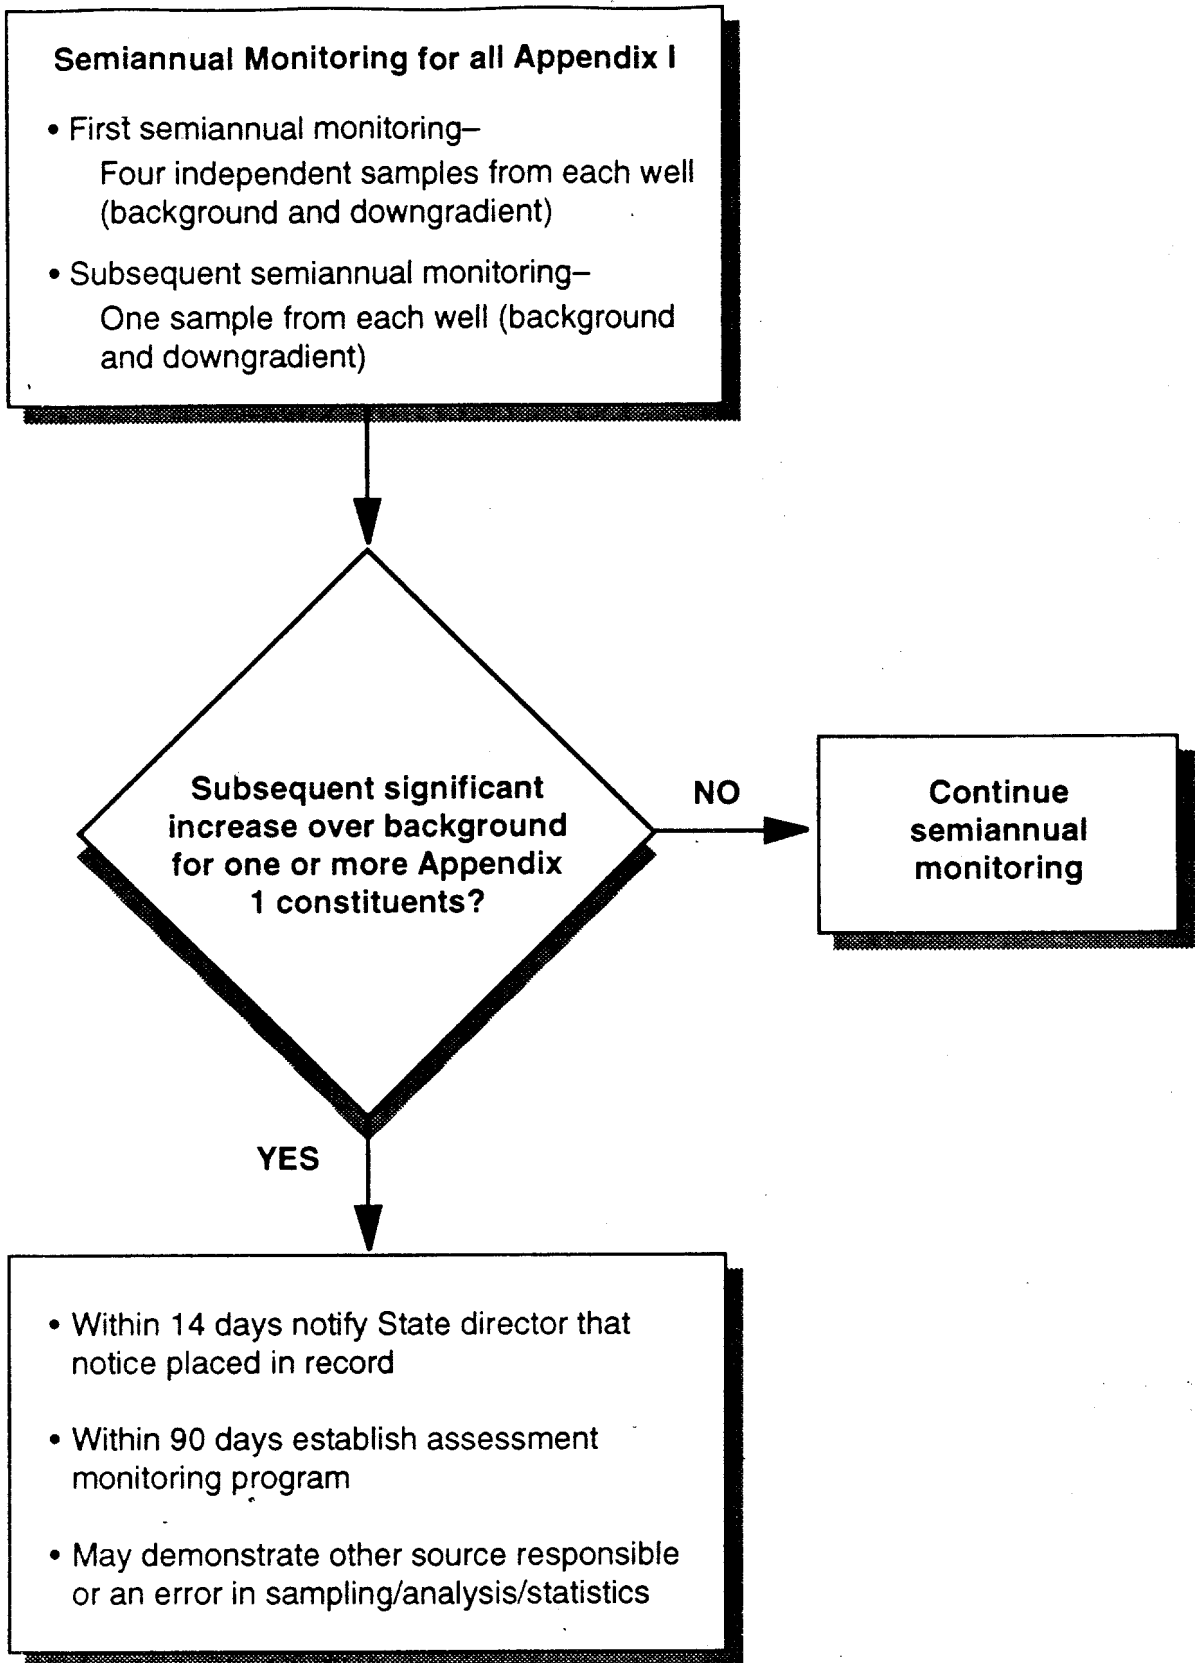 Semiannual Monitoring for all Appendix I
• First semiannual monitoring–
Four independent samples from each well
(background and downgradient)
• Subsequent semiannual monitoring–
One sample from each well (background
and downgradient)
Subsequent significant
increase over background
for one or more Appendix
1 constituents?
NO
Continue
semiannual
monitoring
YES
• Within 14 days notify State director that
notice placed in record
• Within 90 days establish assessment
monitoring program
• May demonstrate other source responsible
or an error in sampling/analysis/statistics